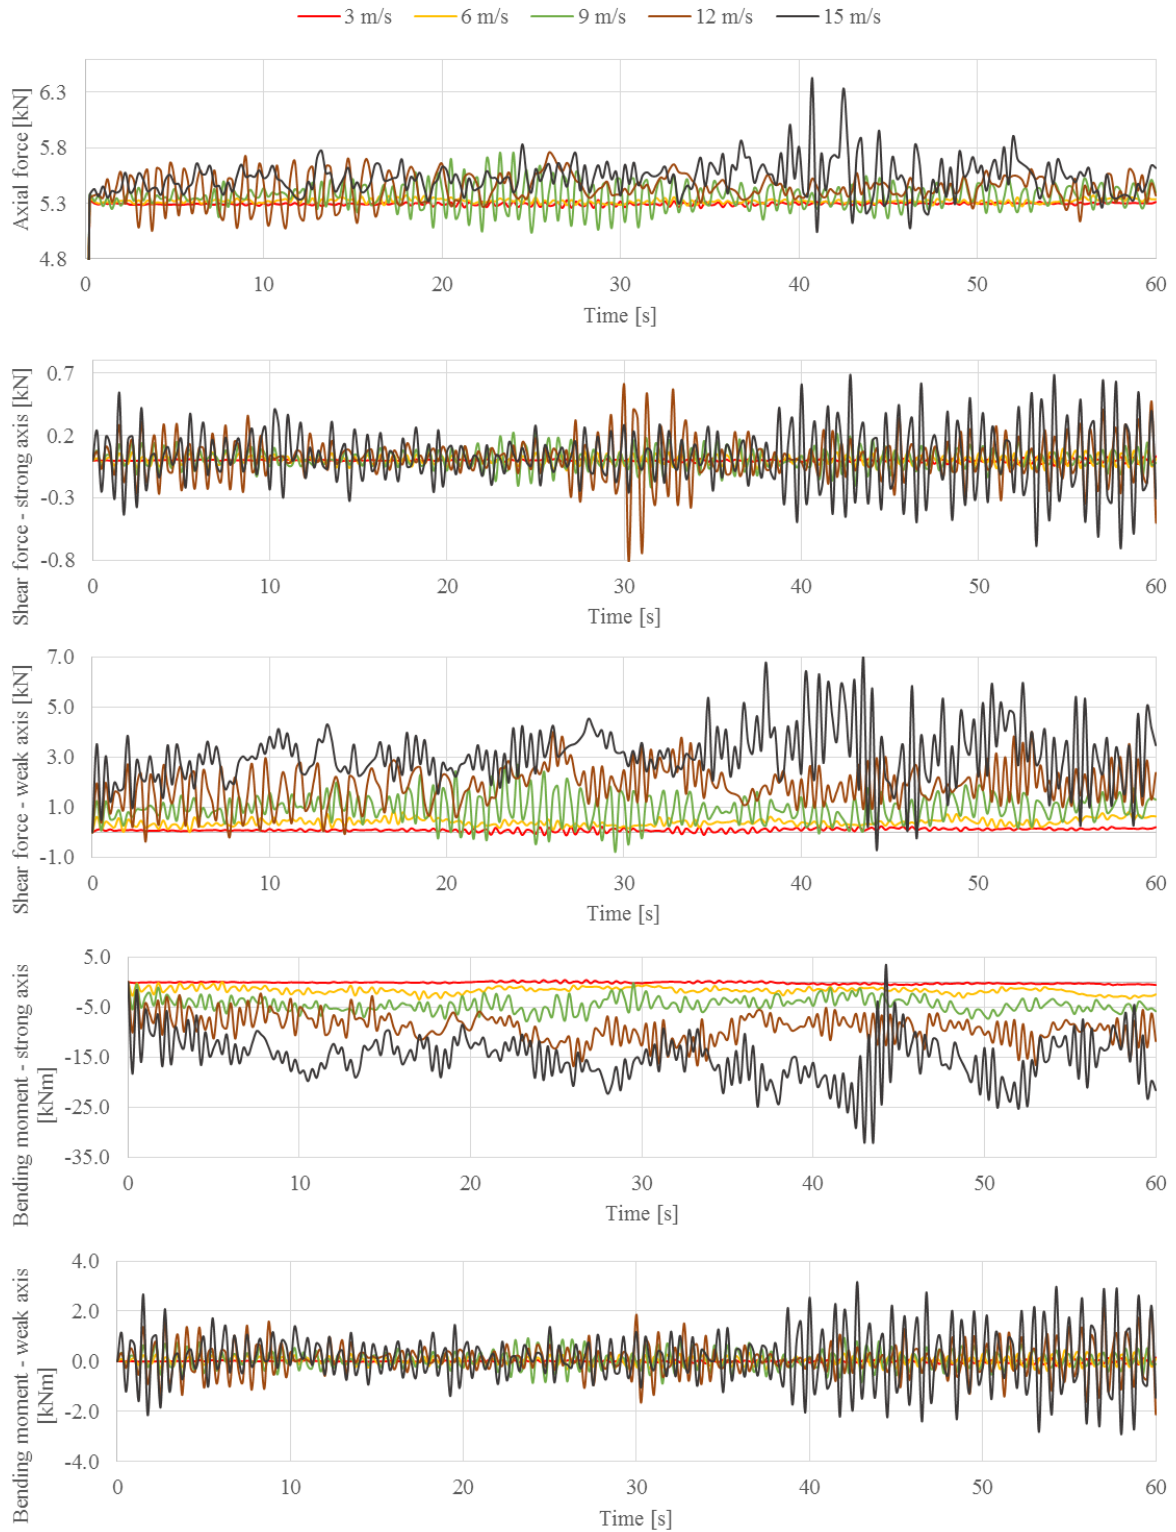 3 m/s 6 m/s 9 m/s 12 m/s 15 m/s
Axial force [kN]
6.3
5.8
5.3
4.8
0 10 20 30 40 50 60
Time [s]
Shear force - strong axis [kN]
0.7
0.2
-0.3
-0.8
0 10 20 30 40 50 60
Time [s]
Shear force - weak axis [kN]
7.0
5.0
3.0
1.0
-1.0
0 10 20 30 40 50 60
Time [s]
Bending moment - strong axis
[kNm]
5.0
-5.0
-15.0
-25.0
-35.0
0 10 20 30 40 50 60
Time [s]
Bending moment - weak axis
[kNm]
4.0
2.0
0.0
-2.0
-4.0
0 10 20 30 40 50 60
Time [s]